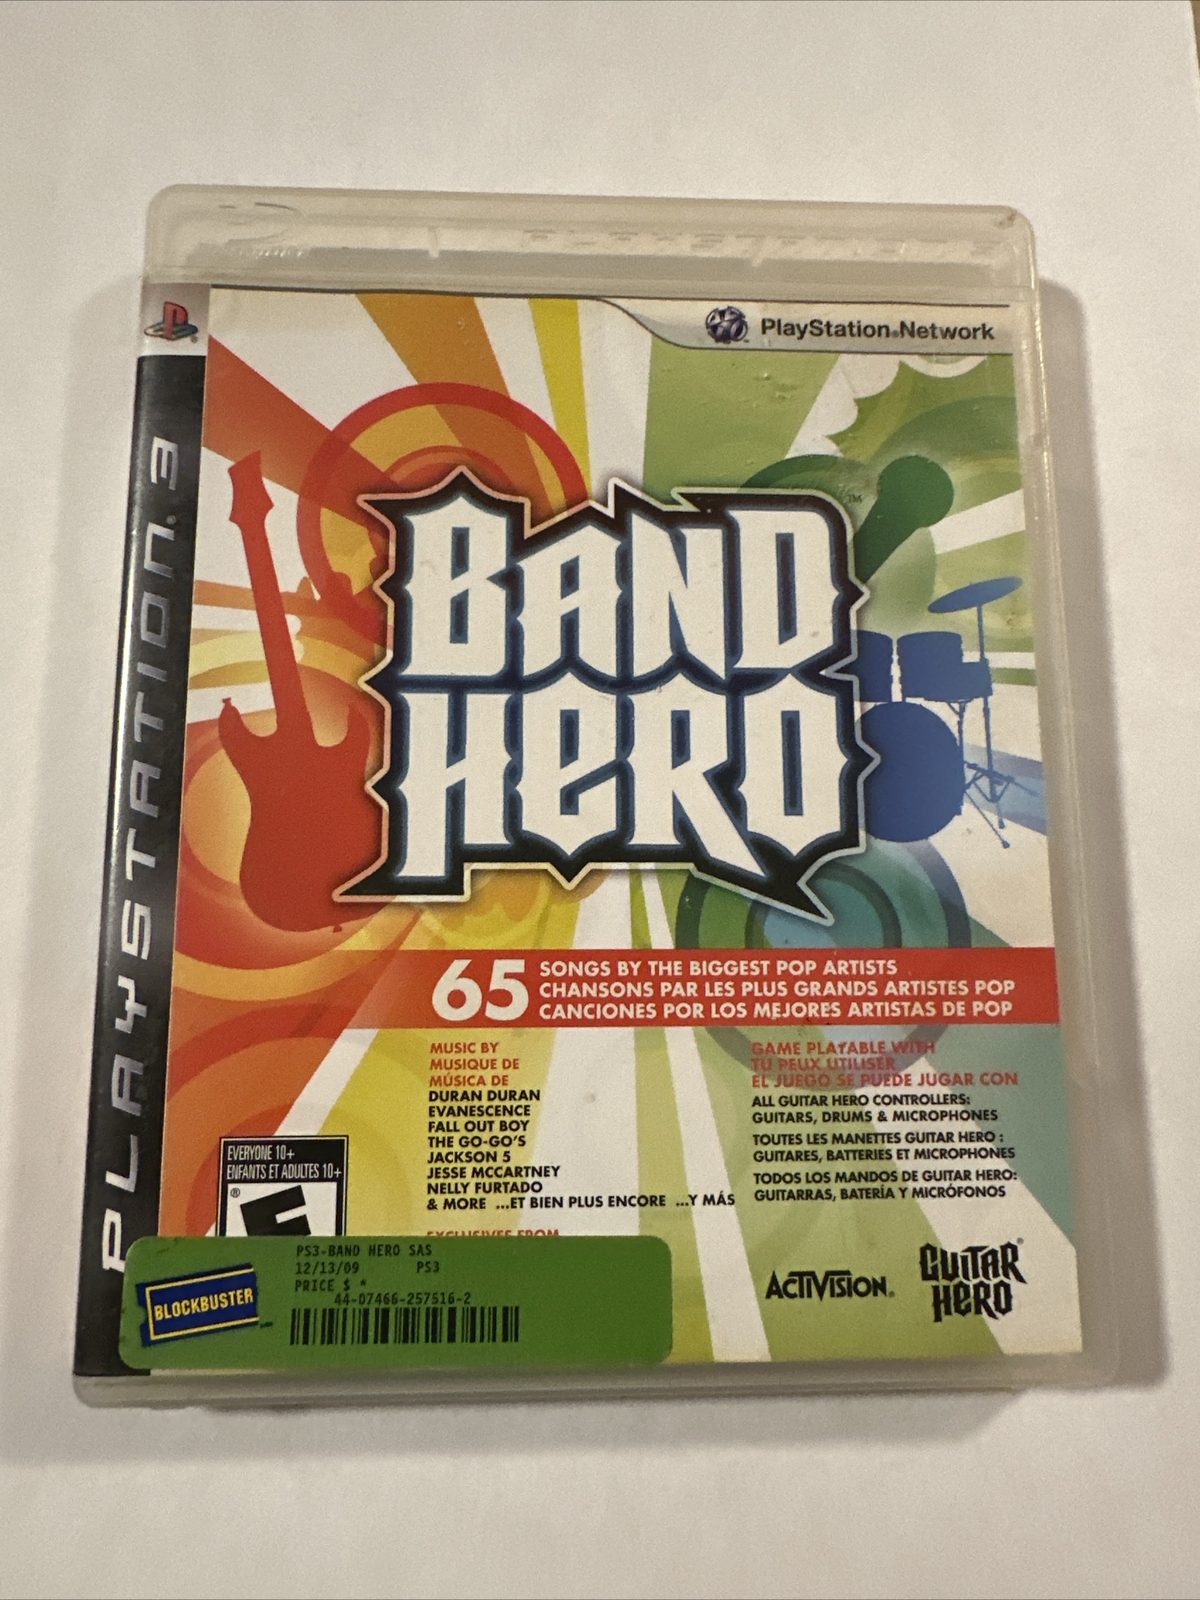 PlayStation®Network
PLAYSTATION®3
BAND
HERO
™
65
SONGS BY THE BIGGEST POP ARTISTS
CHANSONS PAR LES PLUS GRANDS ARTISTES POP
CANCIONES POR LOS MEJORES ARTISTAS DE POP
MUSIC BY
MUSIQUE DE
MÚSICA DE
DURAN DURAN
EVANESCENCE
FALL OUT BOY
THE GO-GO'S
JACKSON 5
JESSE MCCARTNEY
NELLY FURTADO
& MORE ...ET BIEN PLUS ENCORE ...Y MÁS
EXCLUSIVES FROM
GAME PLAYABLE WITH
TU PEUX UTILISER
EL JUEGO SE PUEDE JUGAR CON
ALL GUITAR HERO CONTROLLERS:
GUITARS, DRUMS & MICROPHONES
TOUTES LES MANETTES GUITAR HERO :
GUITARES, BATTERIES ET MICROPHONES
TODOS LOS MANDOS DE GUITAR HERO:
GUITARRAS, BATERÍA Y MICRÓFONOS
EVERYONE 10+
ENFANTS ET ADULTES 10+
®
E
PS3-BAND HERO SAS
12/13/09 PS3
PRICE $ *
44-07466-257516-2
BLOCKBUSTER
ACTIVISION®
GUITAR
HERO®